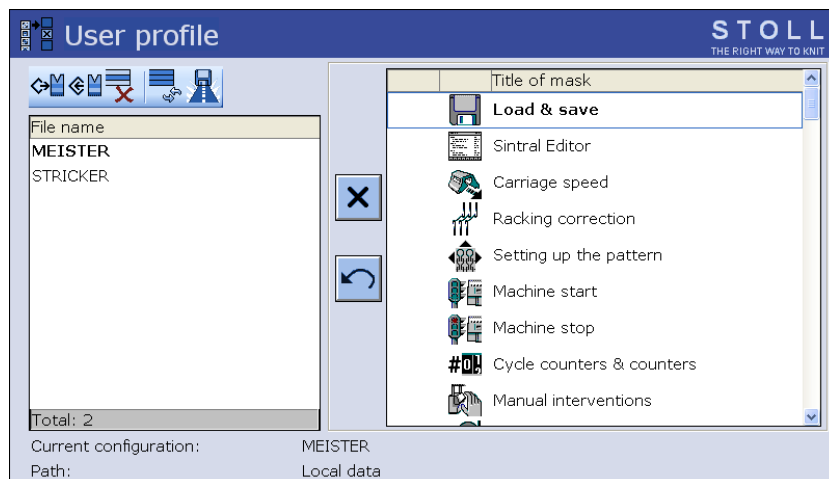 User profile
STOLL
THE RIGHT WAY TO KNIT
File name
MEISTER
STRICKER
Total: 2
Title of mask
Load & save
Sintral Editor
Carriage speed
Racking correction
Setting up the pattern
Machine start
Machine stop
Cycle counters & counters
Manual interventions
Current configuration: MEISTER
Path: Local data